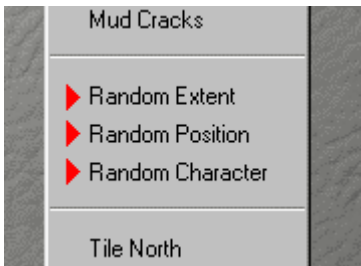 Mud Cracks
Random Extent
Random Position
Random Character
Tile North